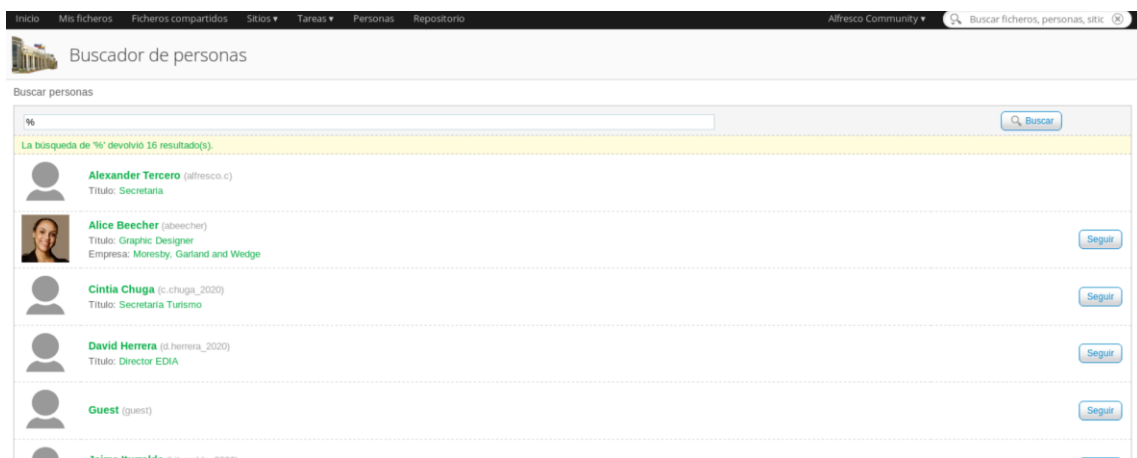 Inicio Mis ficheros Ficheros compartidos Sitios ▾ Tareas ▾ Personas Repositorio Alfresco Community ▾ Buscar ficheros, personas, sitic
Buscador de personas
Buscar personas
% Buscar
La búsqueda de '%' devolvió 16 resultado(s).
Alexander Tercero (alfresco.c)
Título: Secretaria
Alice Beecher (abeecher)
Título: Graphic Designer
Empresa: Moresby, Garland and Wedge
Seguir
Cintia Chuga (c.chuga_2020)
Título: Secretaría Turismo
Seguir
David Herrera (d.herrera_2020)
Título: Director EDIA
Seguir
Guest (guest)
Seguir